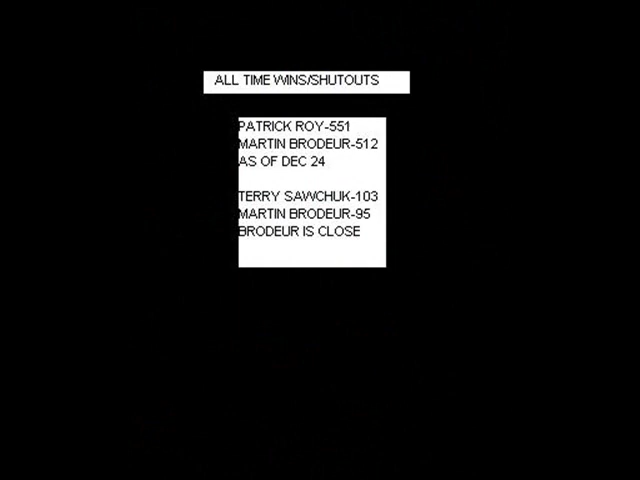 ALL TIME WINS/SHUTOUTS
PATRICK ROY-551
MARTIN BRODEUR-512
AS OF DEC 24
TERRY SAWCHUK-103
MARTIN BRODEUR-95
BRODEUR IS CLOSE